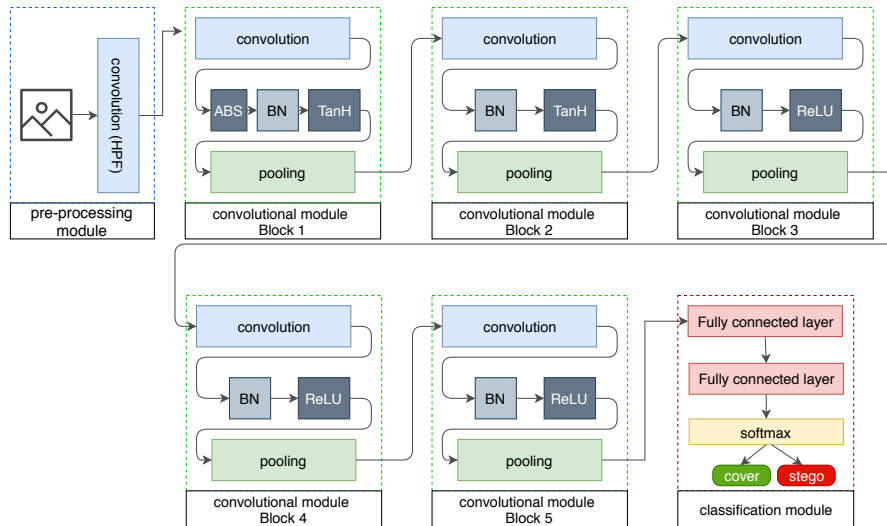 convolution (HPF)
pre-processing
module
convolution
ABS
BN
TanH
pooling
convolutional module
Block 1
convolution
BN
TanH
pooling
convolutional module
Block 2
convolution
BN
ReLU
pooling
convolutional module
Block 3
convolution
BN
ReLU
pooling
convolutional module
Block 4
convolution
BN
ReLU
pooling
convolutional module
Block 5
Fully connected layer
Fully connected layer
softmax
cover
stego
classification module